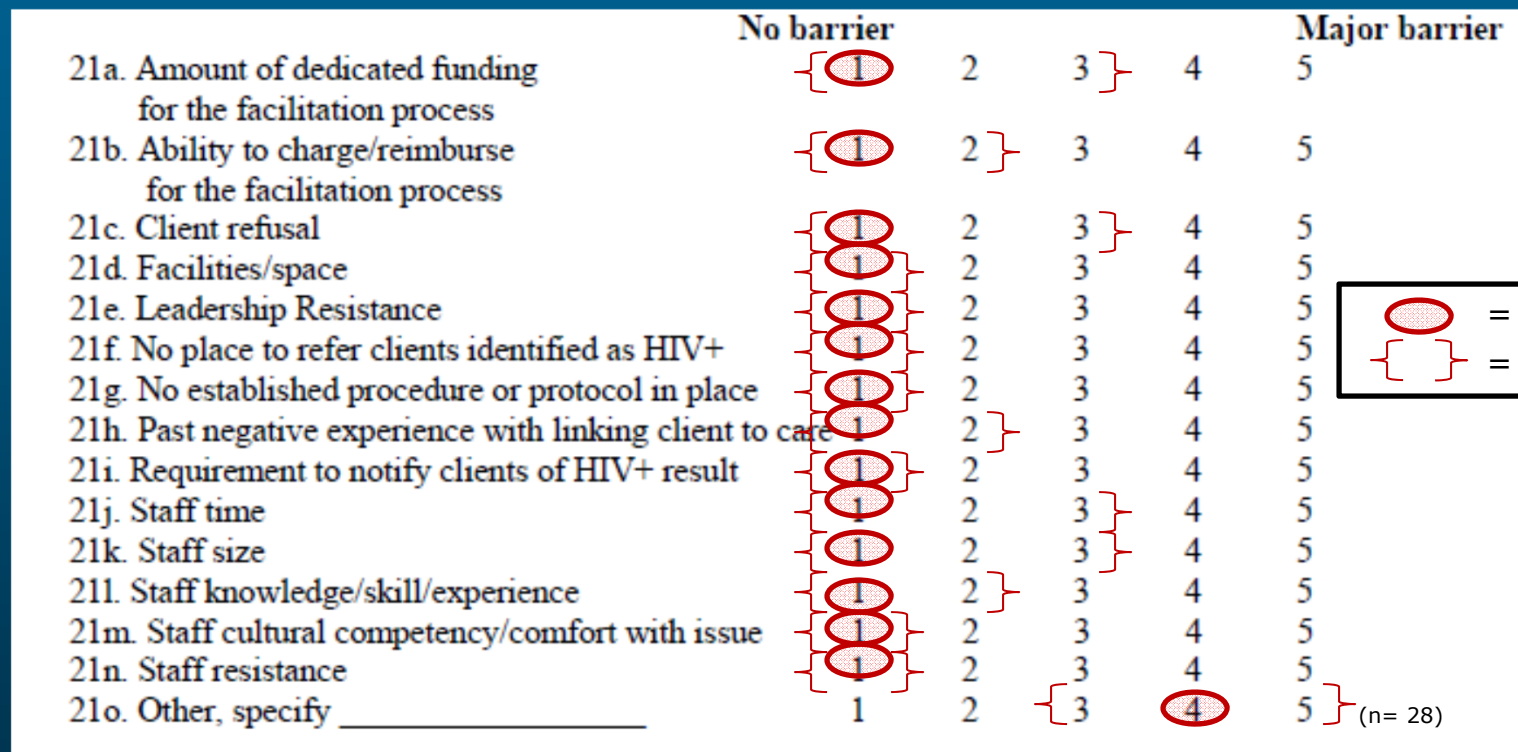 No barrier Major barrier
21a. Amount of dedicated funding 1 2 3 4 5
for the facilitation process
21b. Ability to charge/reimburse 1 2 3 4 5
for the facilitation process
21c. Client refusal 1 2 3 4 5
21d. Facilities/space 1 2 3 4 5
21e. Leadership Resistance 1 2 3 4 5
=
21f. No place to refer clients identified as HIV+ 1 2 3 4 5
=
21g. No established procedure or protocol in place 1 2 3 4 5
21h. Past negative experience with linking client to care 1 2 3 4 5
21i. Requirement to notify clients of HIV+ result 1 2 3 4 5
21j. Staff time 1 2 3 4 5
21k. Staff size 1 2 3 4 5
21l. Staff knowledge/skill/experience 1 2 3 4 5
21m. Staff cultural competency/comfort with issue 1 2 3 4 5
21n. Staff resistance 1 2 3 4 5
21o. Other, specify _________________ 1 2 3 4 5 (n= 28)